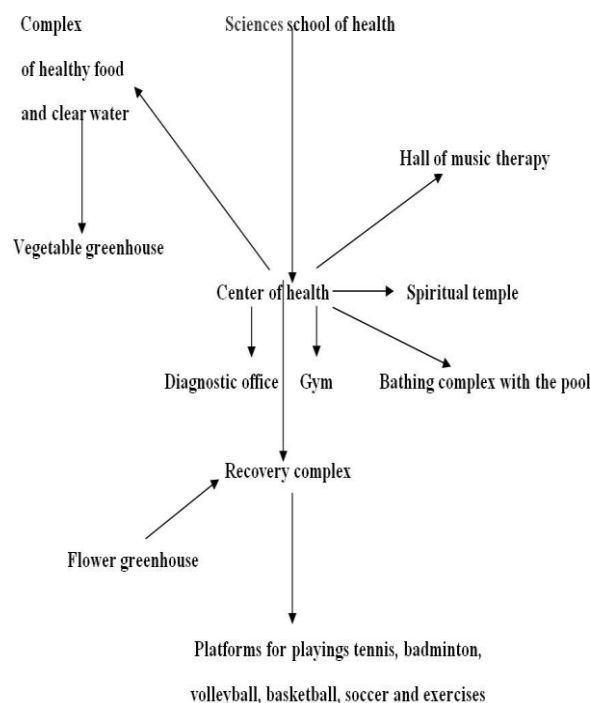 Complex
of healthy food
and clear water
Sciences school of health
Hall of music therapy
Vegetable greenhouse
Center of health
Spiritual temple
Diagnostic office
Gym
Bathing complex with the pool
Recovery complex
Flower greenhouse
Platforms for playings tennis, badminton,
volleyball, basketball, soccer and exercises